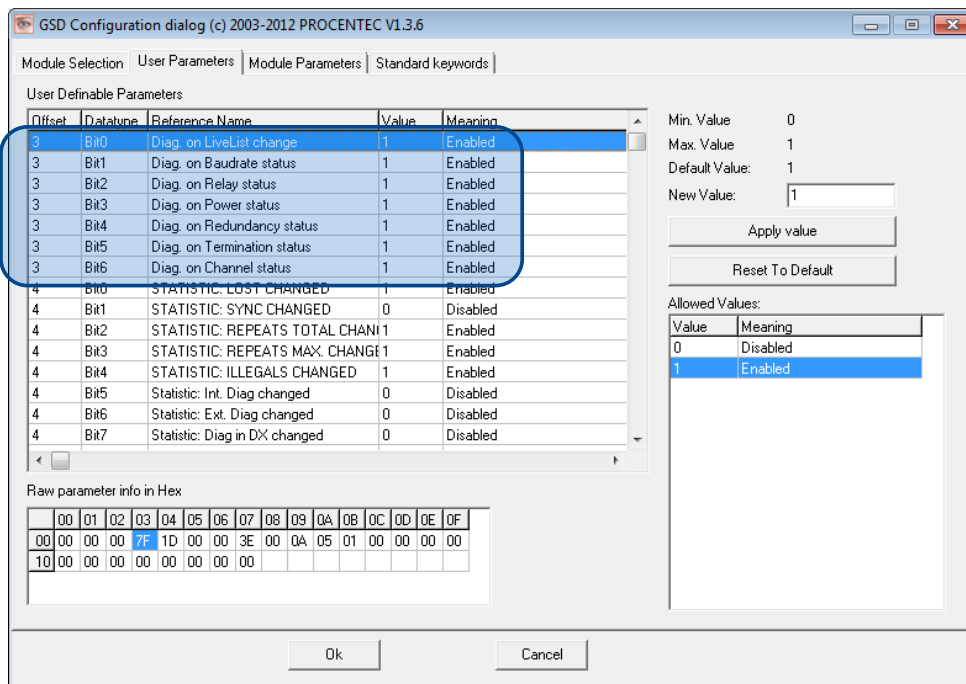 GSD Configuration dialog (c) 2003-2012 PROCENTEC V1.3.6
Module Selection User Parameters Module Parameters Standard keywords
User Definable Parameters
Offset Datatype Reference Name Value Meaning
3 Bit0 Diag. on LiveList change 1 Enabled
3 Bit1 Diag. on Baudrate status 1 Enabled
3 Bit2 Diag. on Relay status 1 Enabled
3 Bit3 Diag. on Power status 1 Enabled
3 Bit4 Diag. on Redundancy status 1 Enabled
3 Bit5 Diag. on Termination status 1 Enabled
3 Bit6 Diag. on Channel status 1 Enabled
4 Bit0 STATISTIC: LOST CHANGED 1 Enabled
4 Bit1 STATISTIC: SYNC CHANGED 0 Disabled
4 Bit2 STATISTIC: REPEATS TOTAL CHAN 1 Enabled
4 Bit3 STATISTIC: REPEATS MAX. CHANGE 1 Enabled
4 Bit4 STATISTIC: ILLEGALS CHANGED 1 Enabled
4 Bit5 Statistic: Int. Diag changed 0 Disabled
4 Bit6 Statistic: Ext. Diag changed 0 Disabled
4 Bit7 Statistic: Diag in DX changed 0 Disabled
Min. Value 0
Max. Value 1
Default Value: 1
New Value: 1
Apply value
Reset To Default
Allowed Values:
Value Meaning
0 Disabled
1 Enabled
Raw parameter info in Hex
00 01 02 03 04 05 06 07 08 09 0A 0B 0C 0D 0E 0F
00 00 00 00 7F 1D 00 00 3E 00 0A 05 01 00 00 00 00
10 00 00 00 00 00 00 00 00
Ok Cancel